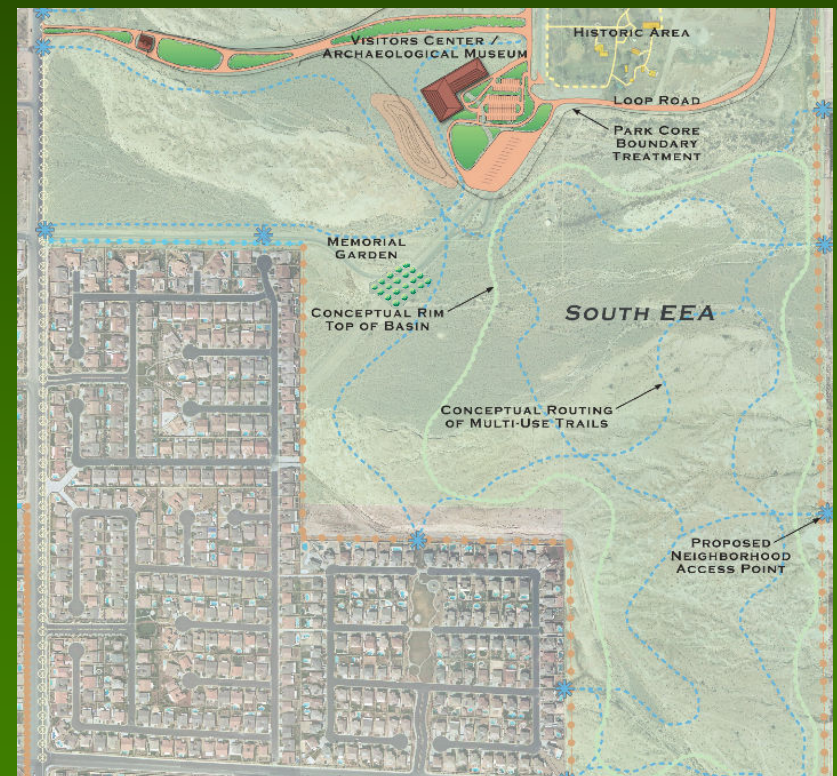 Visitors Center /
Archaeological Museum
Historic Area
Loop Road
Park Core
Boundary
Treatment
Memorial
Garden
Conceptual Rim
Top of Basin
South EEA
Conceptual Routing
of Multi-Use Trails
Proposed
Neighborhood
Access Point